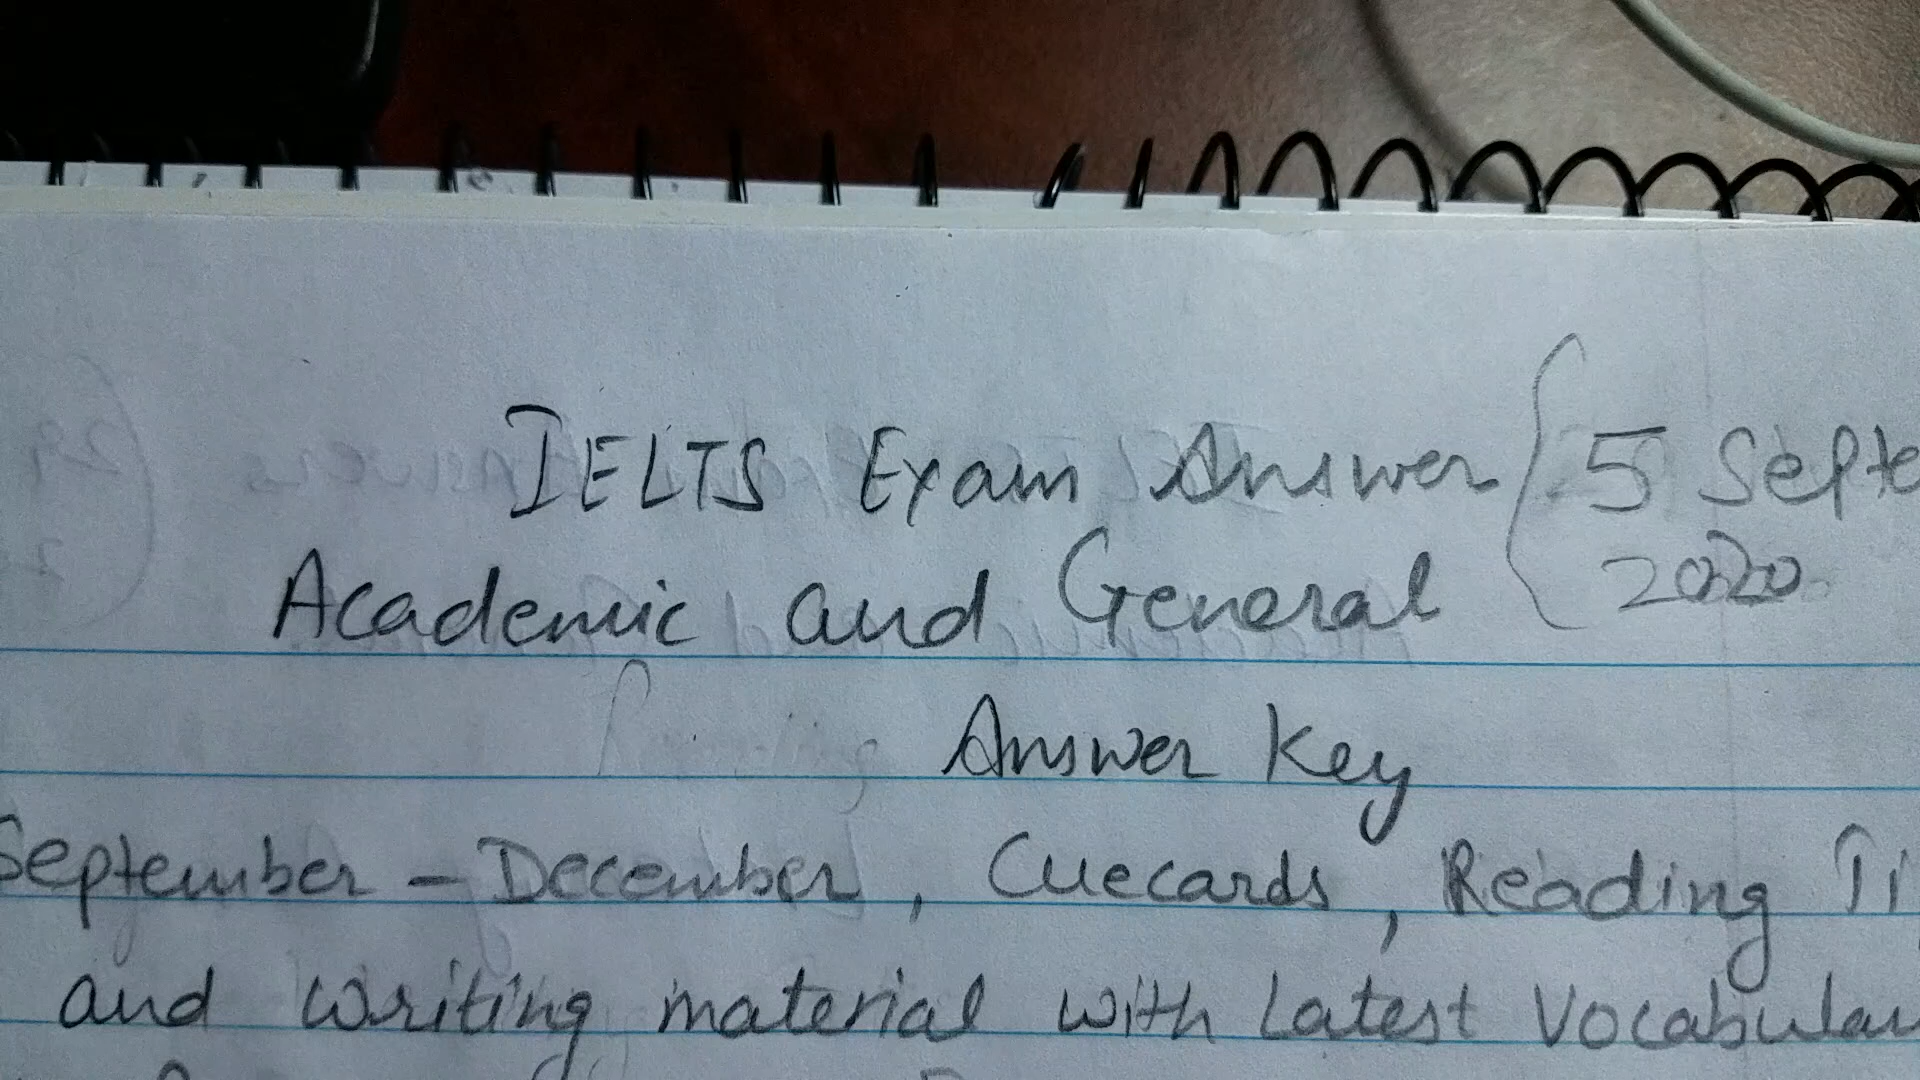 IELTS Exam Answer { 5 Septe
Academic and General 2020
Answer Key
September - December, Cuecards, Reading Ti
and writing material with Latest Vocabular